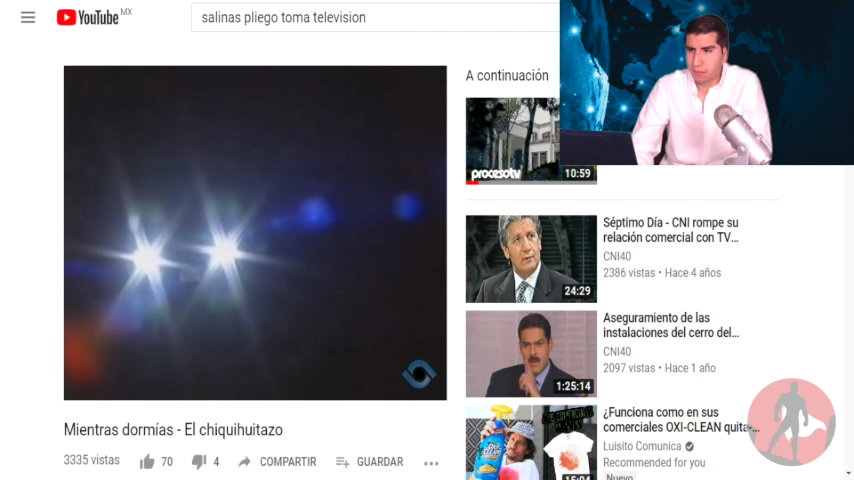 YouTube MX
salinas pliego toma television
A continuación
procesotv
10:59
Séptimo Día - CNI rompe su
relación comercial con TV...
CNI40
2386 vistas • Hace 4 años
24:29
Aseguramiento de las
instalaciones del cerro del...
CNI40
2097 vistas • Hace 1 año
1:25:14
¿Funciona como en sus
comerciales OXI-CLEAN quita-...
Luisito Comunica
Recommended for you
Nuevo
15:04
Mientras dormías - El chiquihuitazo
3335 vistas
70
4
COMPARTIR
GUARDAR